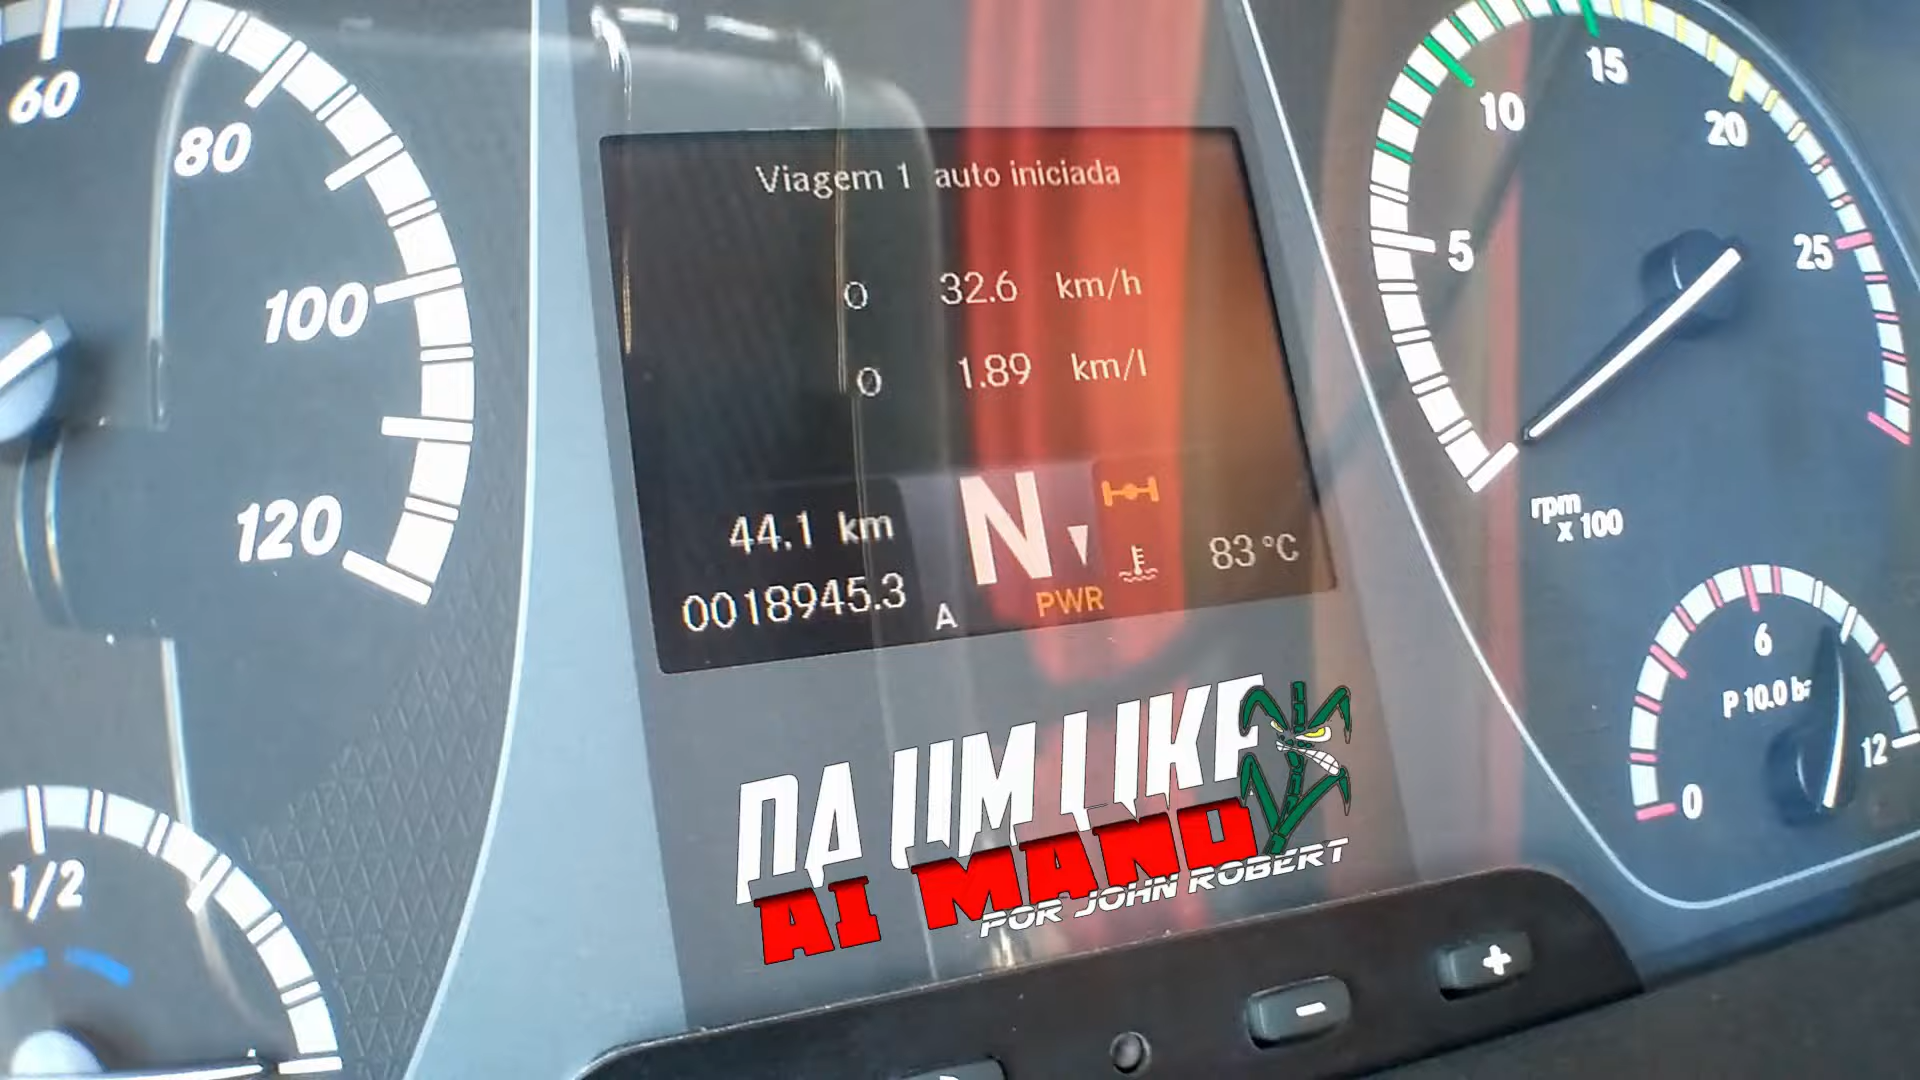 60
80
100
120
1/2
Viagem 1 auto iniciada
Ø 32.6 km/h
Ø 1.89 km/l
44.1 km
0018945.3
A
N
PWR
83°C
5
10
15
20
25
rpm
x 100
6
P 10.0 b
0
12
DA UM LIKE
AI MANO
POR JOHN ROBERT
-
+